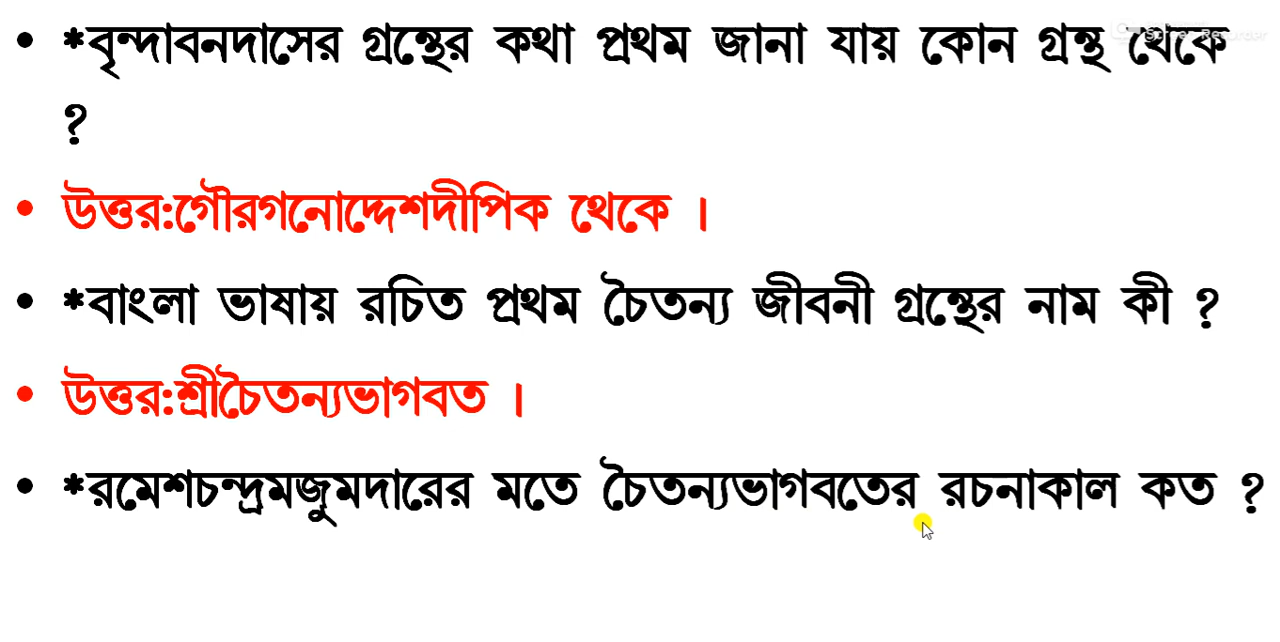 • *বৃন্দাবনদাসের গ্রন্থের কথা প্রথম জানা যায় কোন গ্রন্থ থেকে
?
• উত্তর:গৌরগনোদ্দেশদীপিক থেকে ।
• *বাংলা ভাষায় রচিত প্রথম চৈতন্য জীবনী গ্রন্থের নাম কী ?
• উত্তর:শ্রীচৈতন্যভাগবত ।
• *রমেশচন্দ্রমজুমদারের মতে চৈতন্যভাগবতের রচনাকাল কত ?